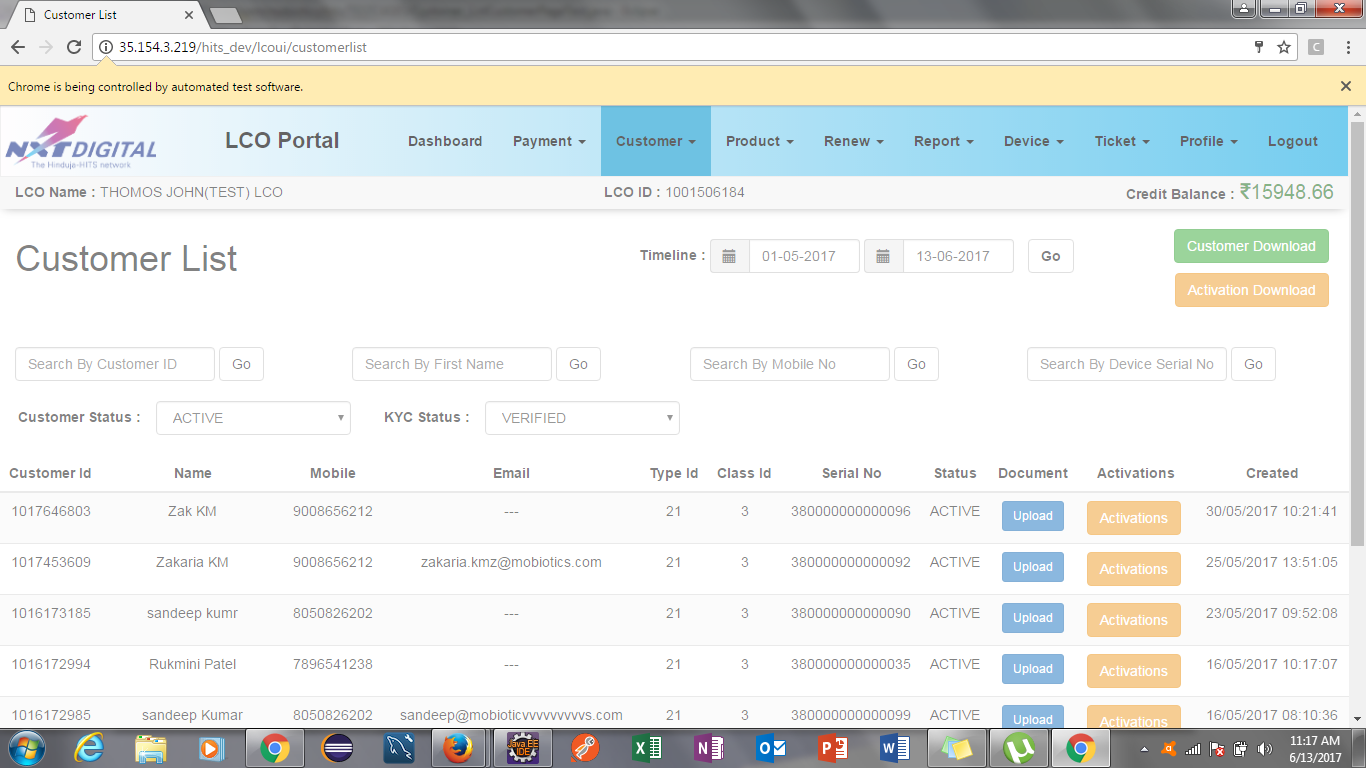 Customer List
35.154.3.219/hits_dev/lcoui/customerlist
C
Chrome is being controlled by automated test software.
NXTDIGITAL
The Hinduja-HITS network
LCO Portal
Dashboard Payment Customer Product Renew Report Device Ticket Profile Logout
LCO Name : THOMOS JOHN(TEST) LCO LCO ID : 1001506184 Credit Balance : ₹15948.66
Customer List
Timeline : 01-05-2017 13-06-2017 Go
Customer Download
Activation Download
Search By Customer ID Go Search By First Name Go Search By Mobile No Go Search By Device Serial No Go
Customer Status : ACTIVE KYC Status : VERIFIED
Customer Id Name Mobile Email Type Id Class Id Serial No Status Document Activations Created
1017646803 Zak KM 9008656212 --- 21 3 380000000000096 ACTIVE Upload Activations 30/05/2017 10:21:41
1017453609 Zakaria KM 9008656212 zakaria.kmz@mobiotics.com 21 3 380000000000092 ACTIVE Upload Activations 25/05/2017 13:51:05
1016173185 sandeep kumr 8050826202 --- 21 3 380000000000090 ACTIVE Upload Activations 23/05/2017 09:52:08
1016172994 Rukmini Patel 7896541238 --- 21 3 380000000000035 ACTIVE Upload Activations 16/05/2017 10:17:07
1016172985 sandeep Kumar 8050826202 sandeep@mobioticvvvvvvvvvs.com 21 3 380000000000099 ACTIVE Upload Activations 16/05/2017 08:10:36
Java EE
IDE
11:17 AM
6/13/2017